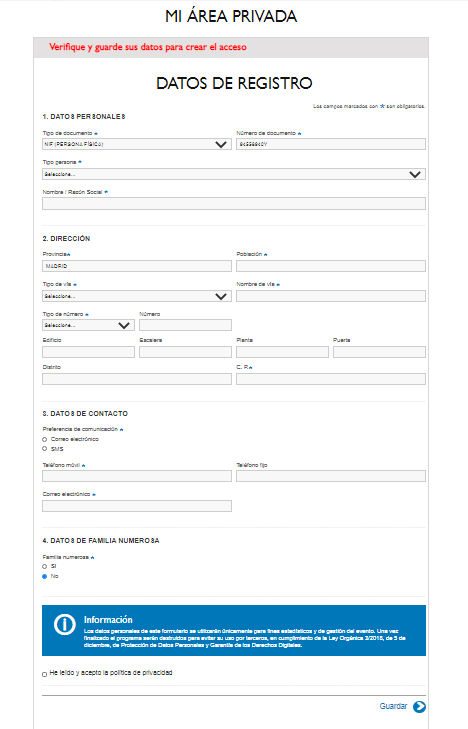 MI ÁREA PRIVADA
Verifique y guarde sus datos para crear el acceso
DATOS DE REGISTRO
Los campos marcados con * son obligatorios.
1. DATOS PERSONALES
Tipo de documento *
Número de documento *
NIF (PERSONA FÍSICA)
Tipo persona *
Seleccione...
Nombre / Razón Social *
2. DIRECCIÓN
Provincia*
Población *
MADRID
Tipo de vía *
Nombre de vía *
Seleccione...
Tipo de número *
Número
Seleccione...
Edificio
Escalera
Planta
Puerta
Distrito
C. P.*
3. DATOS DE CONTACTO
Preferencia de comunicación *
Correo electrónico
SMS
Teléfono móvil *
Teléfono fijo
Correo electrónico *
4. DATOS DE FAMILIA NUMEROSA
Familia numerosa *
Si
No
Información
Los datos personales de este formulario se utilizarán únicamente para fines estadísticos y de gestión del evento. Una vez
finalizado el programa serán destruidos para evitar su uso por terceros, en cumplimiento de la Ley Orgánica 3/2018, de 5 de
diciembre, de Protección de Datos Personales y Garantía de los Derechos Digitales.
He leído y acepto la política de privacidad
Guardar